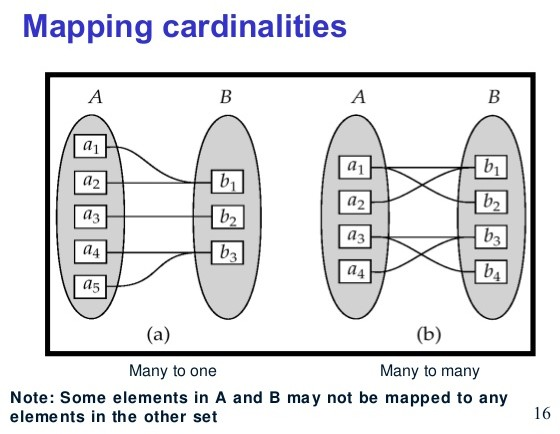 Mapping cardinalities
A B A B
a1
a2
a3
a4
a5
b1
b2
b3
a1
a2
a3
a4
b1
b2
b3
b4
(a) (b)
Many to one Many to many
Note: Some elements in A and B may not be mapped to any
elements in the other set
16